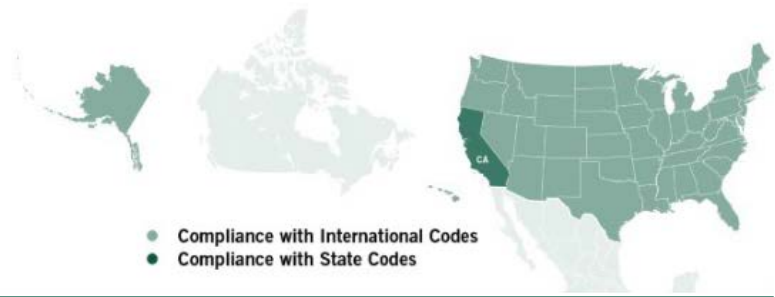 CA
Compliance with International Codes
Compliance with State Codes